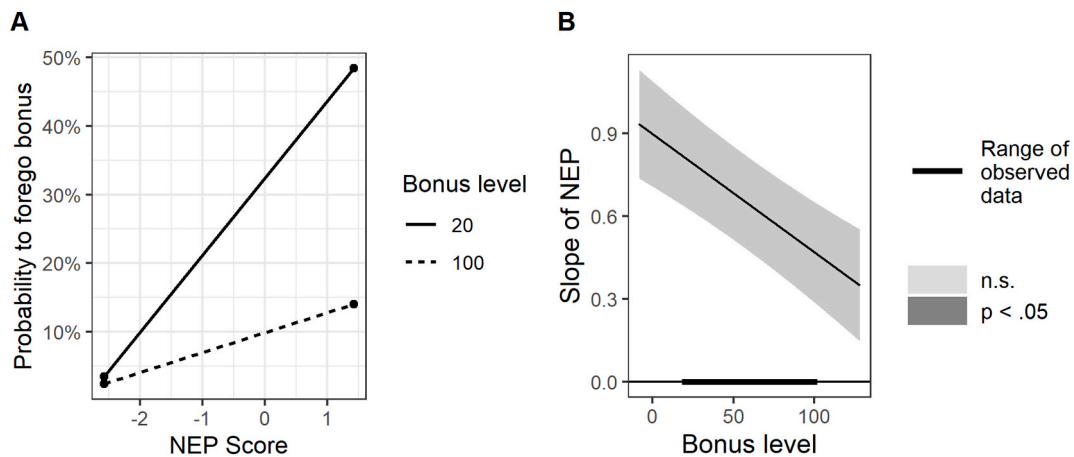 A
50%
40%
30%
20%
10%
-2
-1
0
1
NEP Score
Probability to forego bonus
Bonus level
20
100
B
0.9
0.6
0.3
0.0
0
50
100
Bonus level
Slope of NEP
Range of
observed
data
n.s.
p < .05